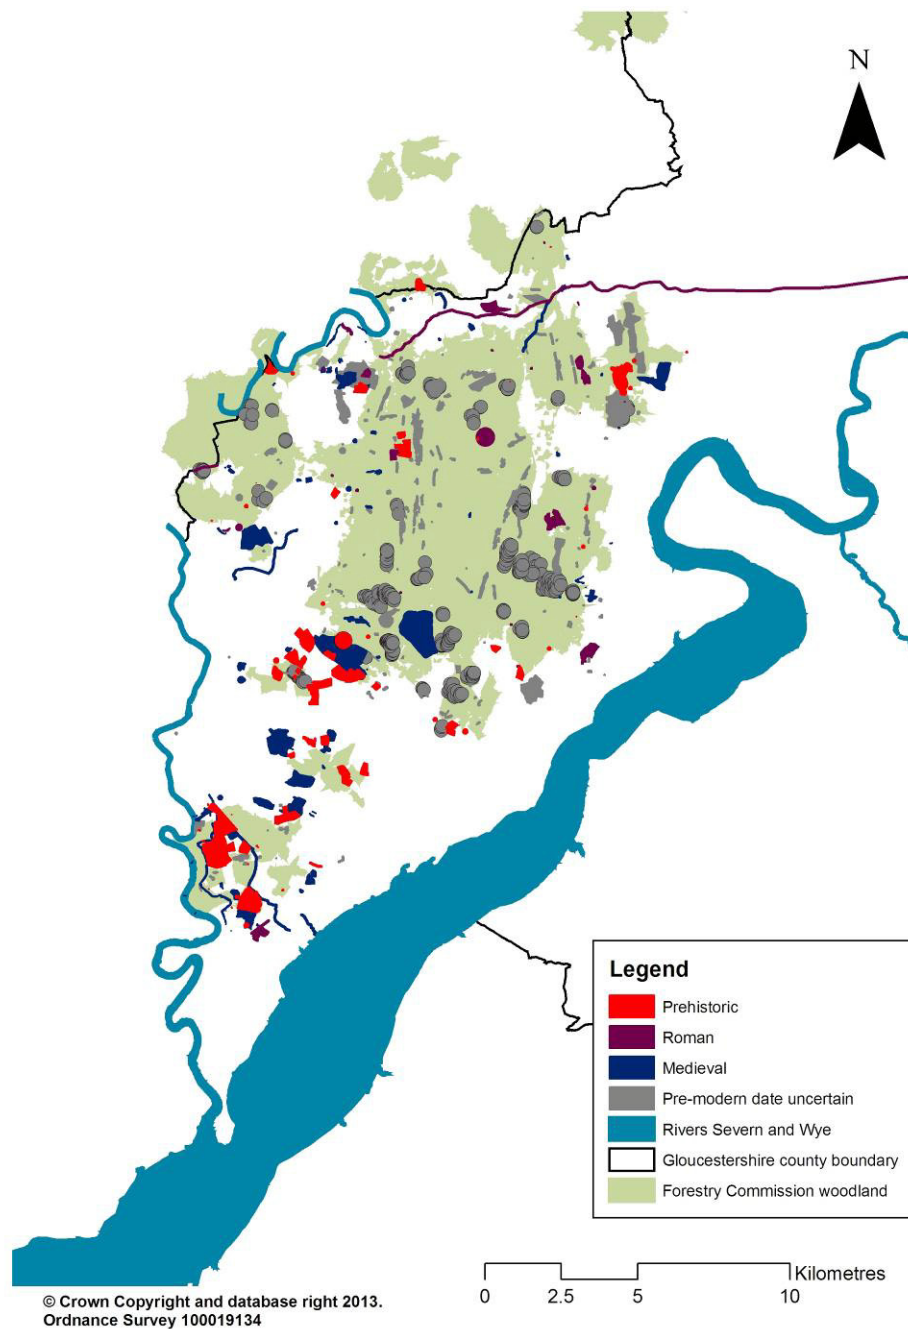 N
Legend
Prehistoric
Roman
Medieval
Pre-modern date uncertain
Rivers Severn and Wye
Gloucestershire county boundary
Forestry Commission woodland
Kilometres
0 2.5 5 10
© Crown Copyright and database right 2013.
Ordnance Survey 100019134